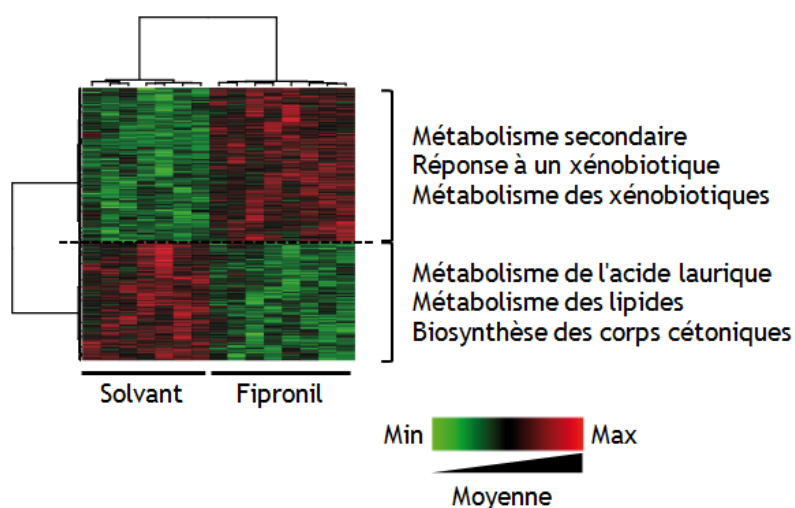 Métabolisme secondaire
Réponse à un xénobiotique
Métabolisme des xénobiotiques
Métabolisme de l'acide laurique
Métabolisme des lipides
Biosynthèse des corps cétoniques
Solvant Fipronil
Min Max
Moyenne